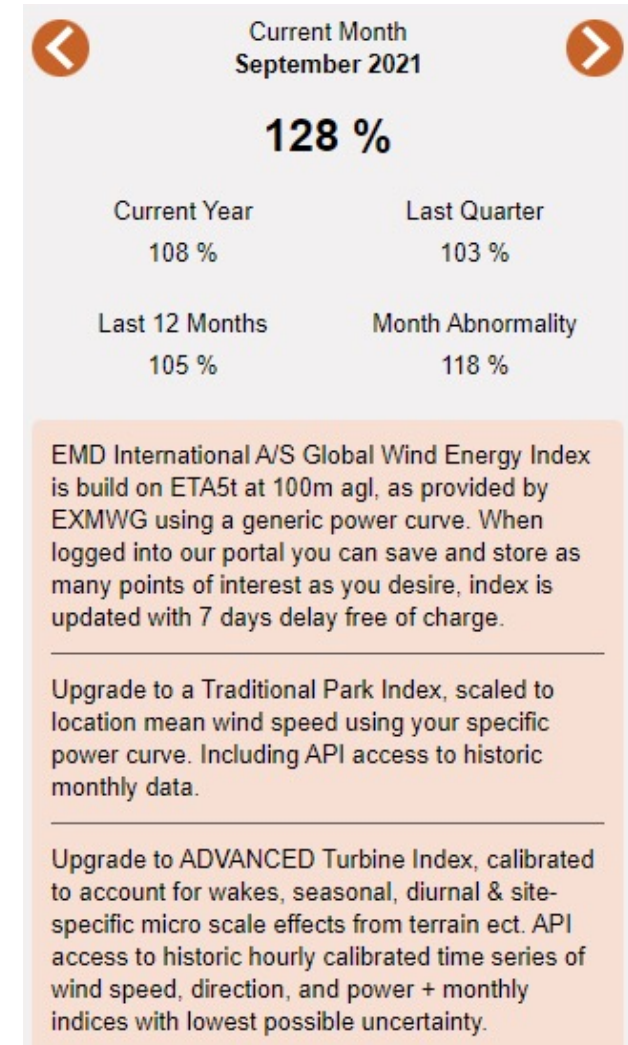 Current Month
September 2021
128 %
Current Year Last Quarter
108 % 103 %
Last 12 Months Month Abnormality
105 % 118 %
EMD International A/S Global Wind Energy Index
is build on ETA5t at 100m agl, as provided by
EXMWG using a generic power curve. When
logged into our portal you can save and store as
many points of interest as you desire, index is
updated with 7 days delay free of charge.
Upgrade to a Traditional Park Index, scaled to
location mean wind speed using your specific
power curve. Including API access to historic
monthly data.
Upgrade to ADVANCED Turbine Index, calibrated
to account for wakes, seasonal, diurnal & site-
specific micro scale effects from terrain ect. API
access to historic hourly calibrated time series of
wind speed, direction, and power + monthly
indices with lowest possible uncertainty.